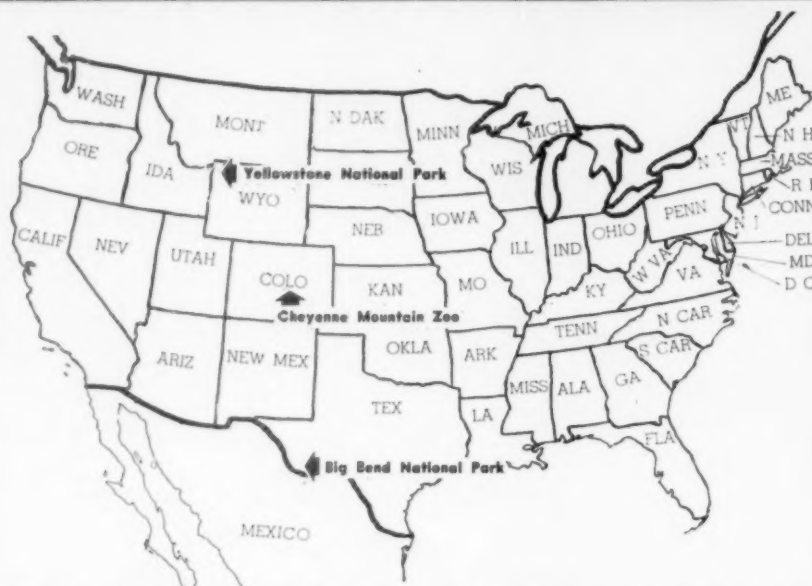 WASH
MONT
N DAK
MINN
MICH
ME
VT
N H
ORE
IDA
Yellowstone National Park
WYO
WIS
N Y
MASS
R I
CONN
CALIF
NEV
UTAH
COLO
NEB
IOWA
ILL
IND
OHIO
PENN
N J
DEL
MD
D C
W VA
VA
KAN
MO
KY
Cheyenne Mountain Zoo
ARIZ
NEW MEX
OKLA
ARK
TENN
N CAR
S CAR
TEX
LA
MISS
ALA
GA
FLA
Big Bend National Park
MEXICO